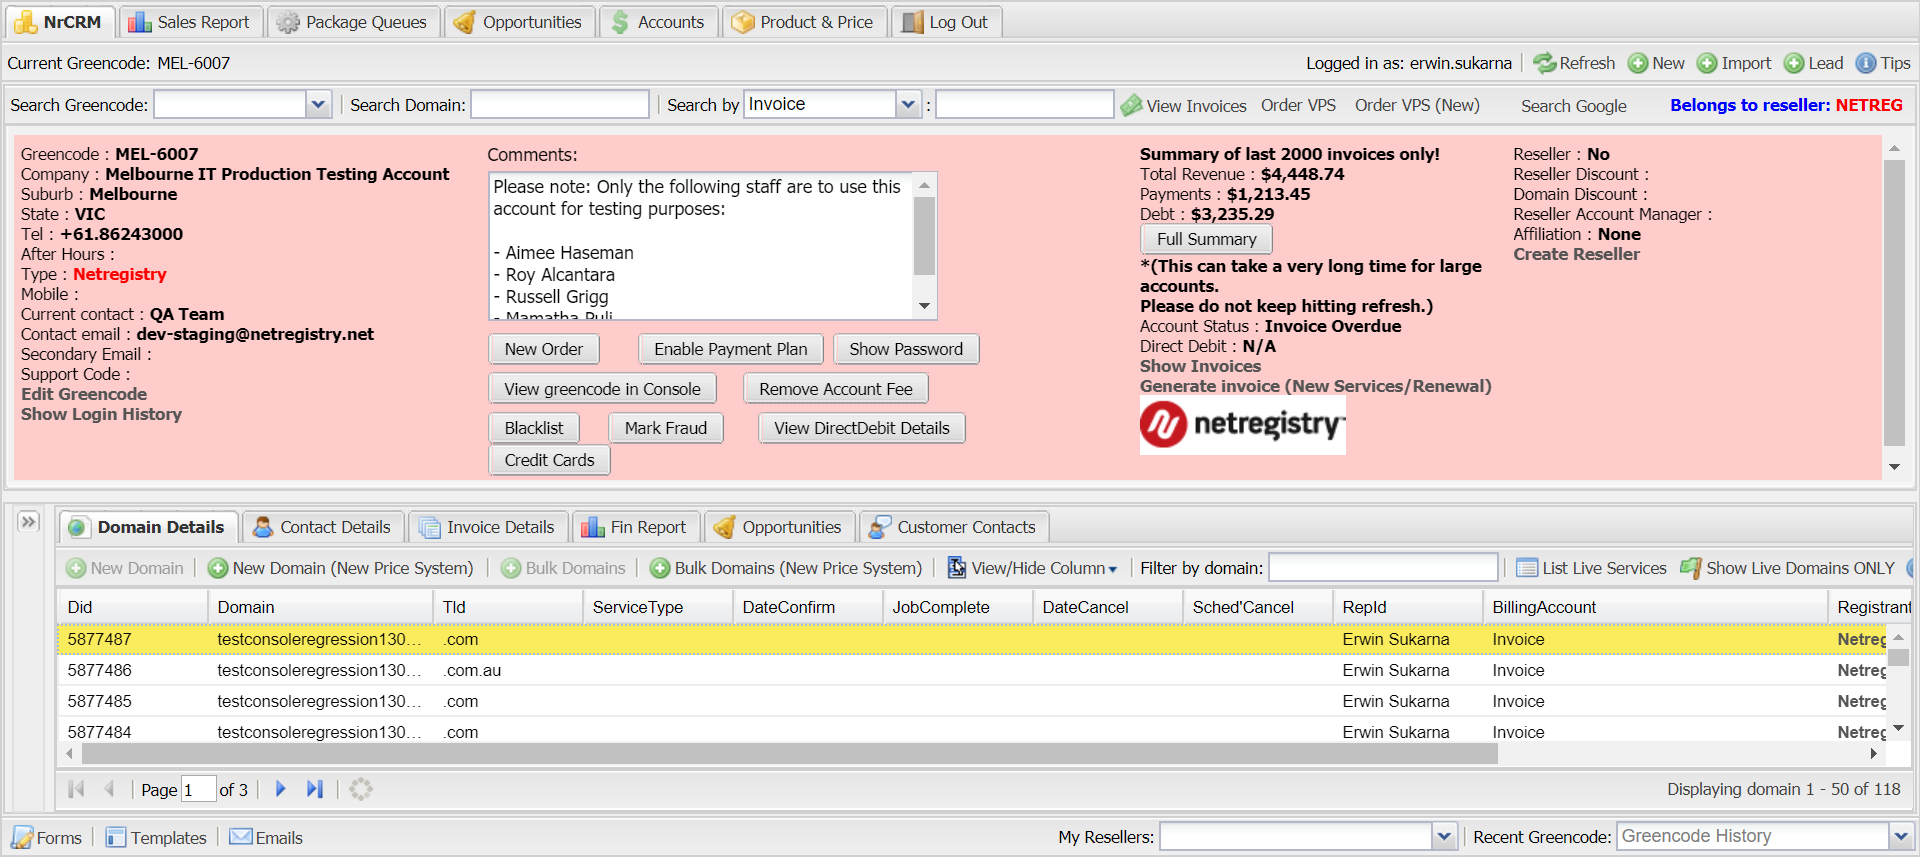 NrCRM Sales Report Package Queues Opportunities Accounts Product & Price Log Out
Current Greencode: MEL-6007 Logged in as: erwin.sukarna Refresh New Import Lead Tips
Search Greencode: Search Domain: Search by Invoice : View Invoices Order VPS Order VPS (New) Search Google Belongs to reseller: NETREG
Greencode : MEL-6007
Company : Melbourne IT Production Testing Account
Suburb : Melbourne
State : VIC
Tel : +61.86243000
After Hours :
Type : Netregistry
Mobile :
Current contact : QA Team
Contact email : dev-staging@netregistry.net
Secondary Email :
Support Code :
Edit Greencode
Show Login History
Comments:
Please note: Only the following staff are to use this
account for testing purposes:
- Aimee Haseman
- Roy Alcantara
- Russell Grigg
- Mamatha Puli
New Order Enable Payment Plan Show Password
View greencode in Console Remove Account Fee
Blacklist Mark Fraud View DirectDebit Details
Credit Cards
Summary of last 2000 invoices only!
Total Revenue : $4,448.74
Payments : $1,213.45
Debt : $3,235.29
Full Summary
*(This can take a very long time for large
accounts.
Please do not keep hitting refresh.)
Account Status : Invoice Overdue
Direct Debit : N/A
Show Invoices
Generate invoice (New Services/Renewal)
netregistry
Reseller : No
Reseller Discount :
Domain Discount :
Reseller Account Manager :
Affiliation : None
Create Reseller
Domain Details Contact Details Invoice Details Fin Report Opportunities Customer Contacts
New Domain New Domain (New Price System) Bulk Domains Bulk Domains (New Price System) View/Hide Column Filter by domain: List Live Services Show Live Domains ONLY
Did Domain Tld ServiceType DateConfirm JobComplete DateCancel Sched'Cancel RepId BillingAccount Registrant
5877487 testconsoleregression130... .com Erwin Sukarna Invoice Netreg
5877486 testconsoleregression130... .com.au Erwin Sukarna Invoice Netreg
5877485 testconsoleregression130... .com Erwin Sukarna Invoice Netreg
5877484 testconsoleregression130... .com Erwin Sukarna Invoice Netreg
Page 1 of 3 Displaying domain 1 - 50 of 118
Forms Templates Emails My Resellers: Recent Greencode: Greencode History